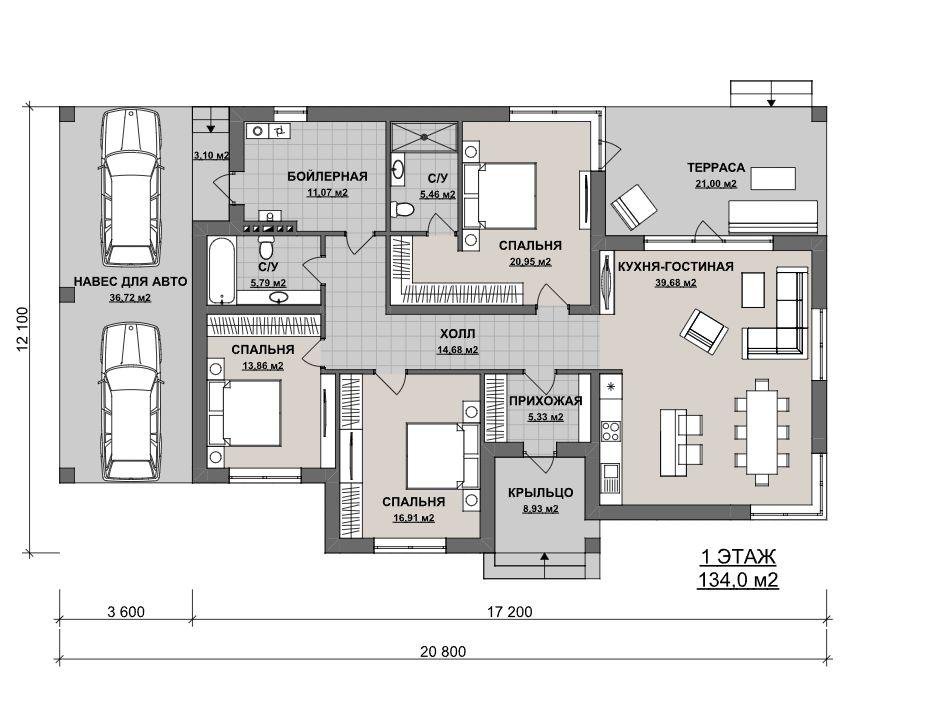 3,10 м2
БОЙЛЕРНАЯ
11,07 м2
С/У
5,46 м2
ТЕРРАСА
21,00 м2
СПАЛЬНЯ
20,95 м2
С/У
5,79 м2
КУХНЯ-ГОСТИНАЯ
39,68 м2
НАВЕС ДЛЯ АВТО
36,72 м2
12 100
ХОЛЛ
14,68 м2
СПАЛЬНЯ
13,86 м2
ПРИХОЖАЯ
5,33 м2
СПАЛЬНЯ
16,91 м2
КРЫЛЬЦО
8,93 м2
1 ЭТАЖ
134,0 м2
3 600
17 200
20 800